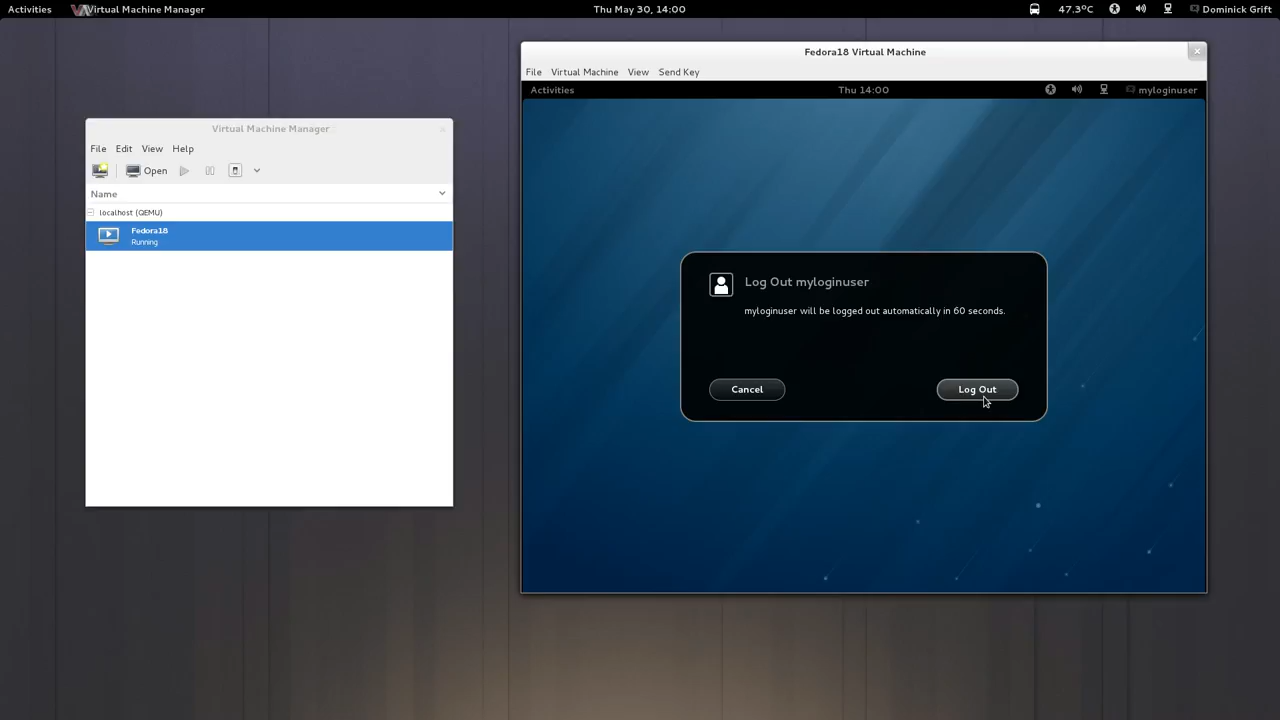 Activities Virtual Machine Manager Thu May 30, 14:00 47.3°C Dominick Grift
Virtual Machine Manager
File Edit View Help
Open
Name
localhost (QEMU)
Fedora18
Running
Fedora18 Virtual Machine
File Virtual Machine View Send Key
Activities Thu 14:00 myloginuser
Log Out myloginuser
myloginuser will be logged out automatically in 60 seconds.
Cancel Log Out